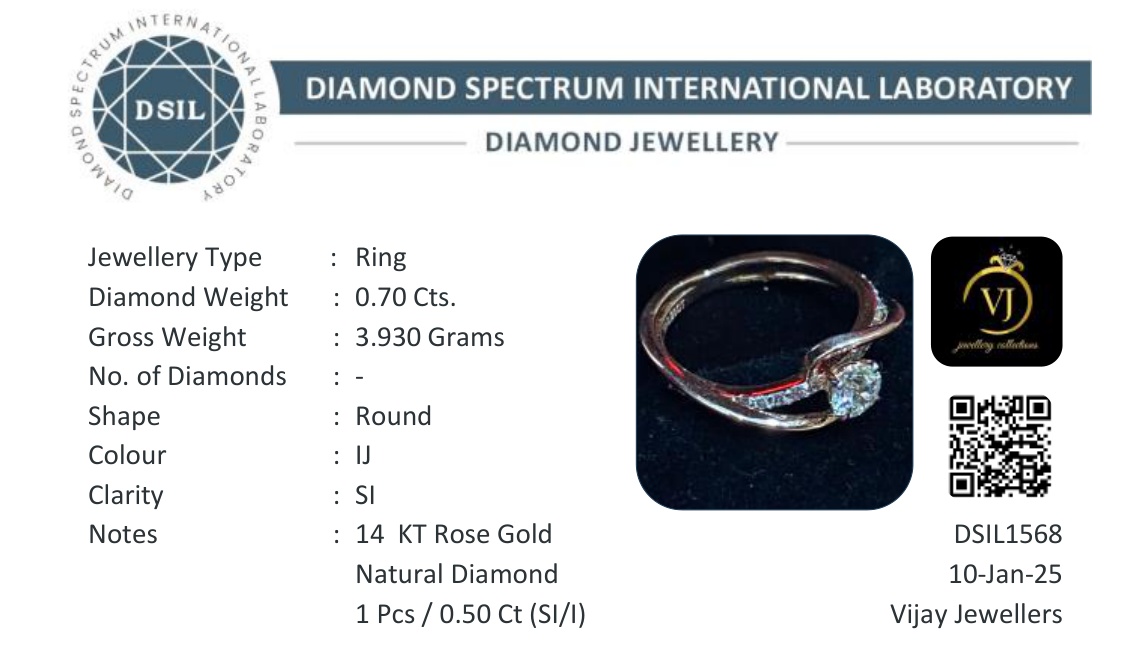 DIAMOND SPECTRUM INTERNATIONAL LABORATORY
DSIL
DIAMOND SPECTRUM INTERNATIONAL LABORATORY
DIAMOND JEWELLERY
Jewellery Type : Ring
Diamond Weight : 0.70 Cts.
Gross Weight : 3.930 Grams
No. of Diamonds : -
Shape : Round
Colour : IJ
Clarity : SI
Notes : 14 KT Rose Gold
Natural Diamond
1 Pcs / 0.50 Ct (SI/I)
VJ
jewellery collections
DSIL1568
10-Jan-25
Vijay Jewellers